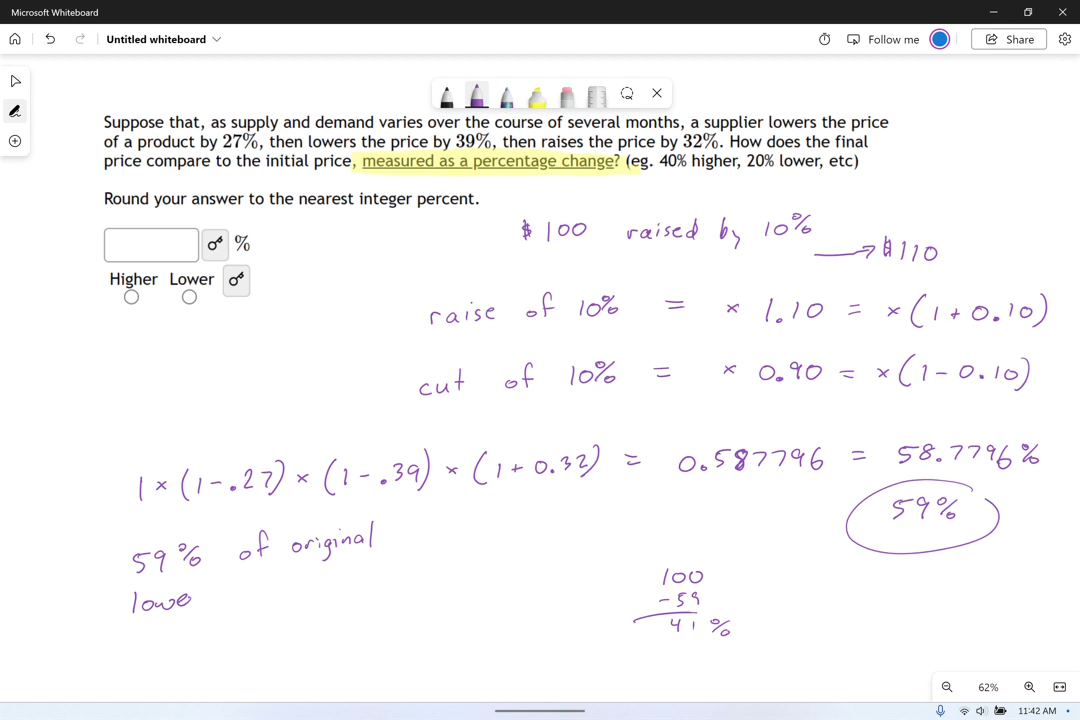 Microsoft Whiteboard
Untitled whiteboard
Follow me
Share
Suppose that, as supply and demand varies over the course of several months, a supplier lowers the price
of a product by 27%, then lowers the price by 39%, then raises the price by 32%. How does the final
price compare to the initial price, measured as a percentage change? (eg. 40% higher, 20% lower, etc)
Round your answer to the nearest integer percent.
%
Higher Lower
$ 100 raised by 10%
→ $110
raise of 10% = × 1.10 = ×(1 + 0.10)
cut of 10% = × 0.90 = ×(1 - 0.10)
1 × (1 - .27) × (1 - .39) × (1 + 0.32) = 0.587796 = 58.7796%
59%
59% of original
lowe
100
- 59
41 %
62%
11:42 AM